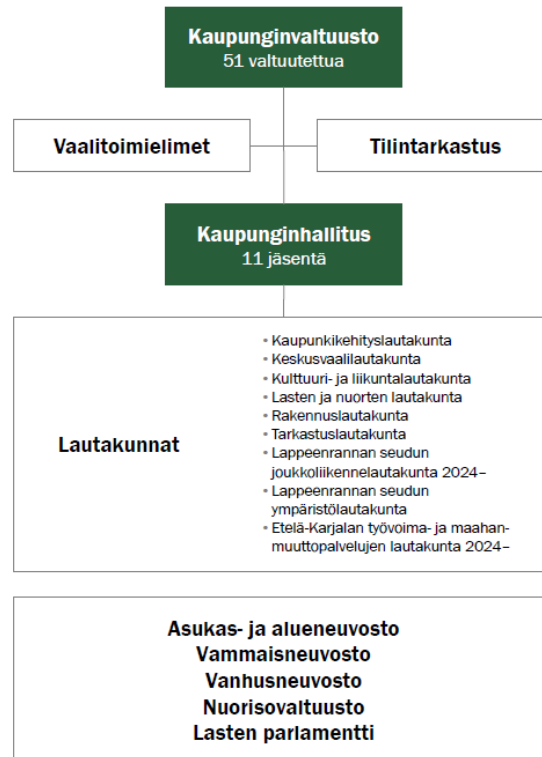 Kaupunginvaltuusto
51 valtuutettua
Vaalitoimielimet
Tilintarkastus
Kaupunginhallitus
11 jäsentä
Lautakunnat
• Kaupunkikehityslautakunta
• Keskusvaalilautakunta
• Kulttuuri- ja liikuntalautakunta
• Lasten ja nuorten lautakunta
• Rakennuslautakunta
• Tarkastuslautakunta
• Lappeenrannan seudun
joukkoliikennelautakunta 2024–
• Lappeenrannan seudun
ympäristölautakunta
• Etelä-Karjalan työvoima- ja maahan-
muuttopalvelujen lautakunta 2024–
Asukas- ja alueneuvosto
Vammaisneuvosto
Vanhusneuvosto
Nuorisovaltuusto
Lasten parlamentti